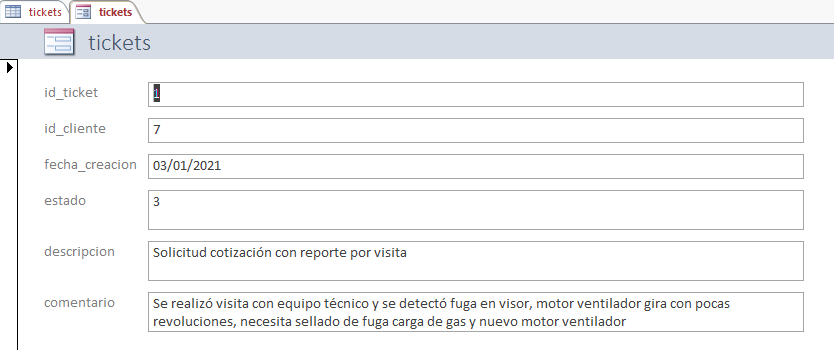 tickets
tickets
tickets
id_ticket 1
id_cliente 7
fecha_creacion 03/01/2021
estado 3
descripcion Solicitud cotización con reporte por visita
comentario Se realizó visita con equipo técnico y se detectó fuga en visor, motor ventilador gira con pocas
revoluciones, necesita sellado de fuga carga de gas y nuevo motor ventilador